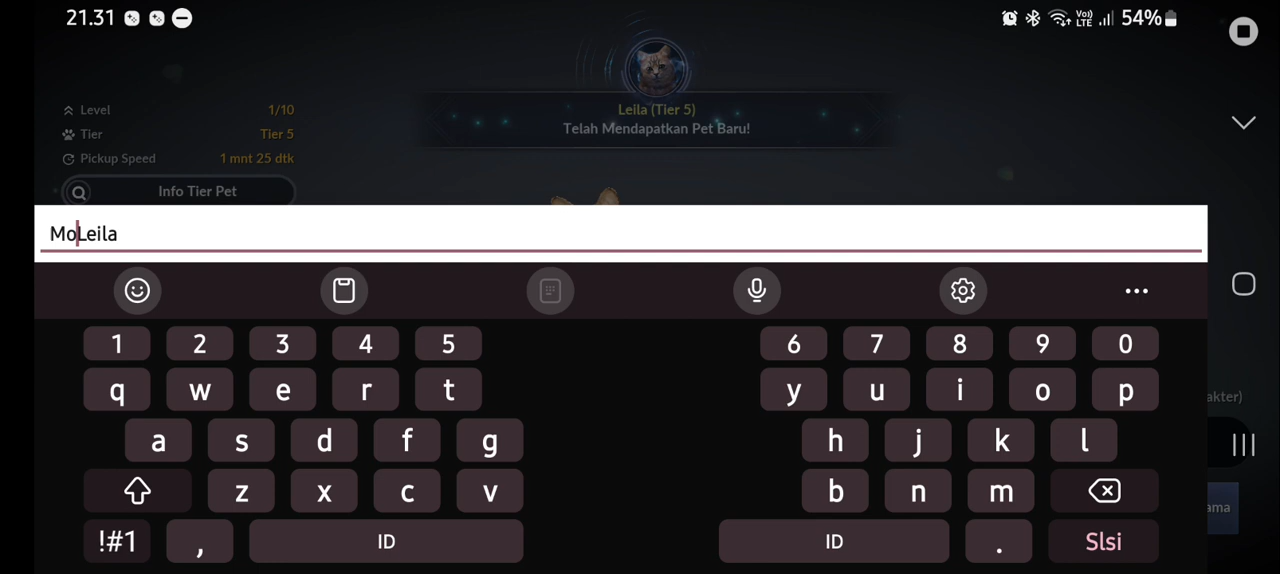 21.31 Vo)) LTE 54%
Level 1/10
Tier Tier 5
Pickup Speed 1 mnt 25 dtk
Info Tier Pet
Leila (Tier 5)
Telah Mendapatkan Pet Baru!
MoLeila
1 2 3 4 5 6 7 8 9 0
q w e r t y u i o p
akter)
a s d f g h j k l
z x c v b n m
ama
!#1 , ID ID . Slsi